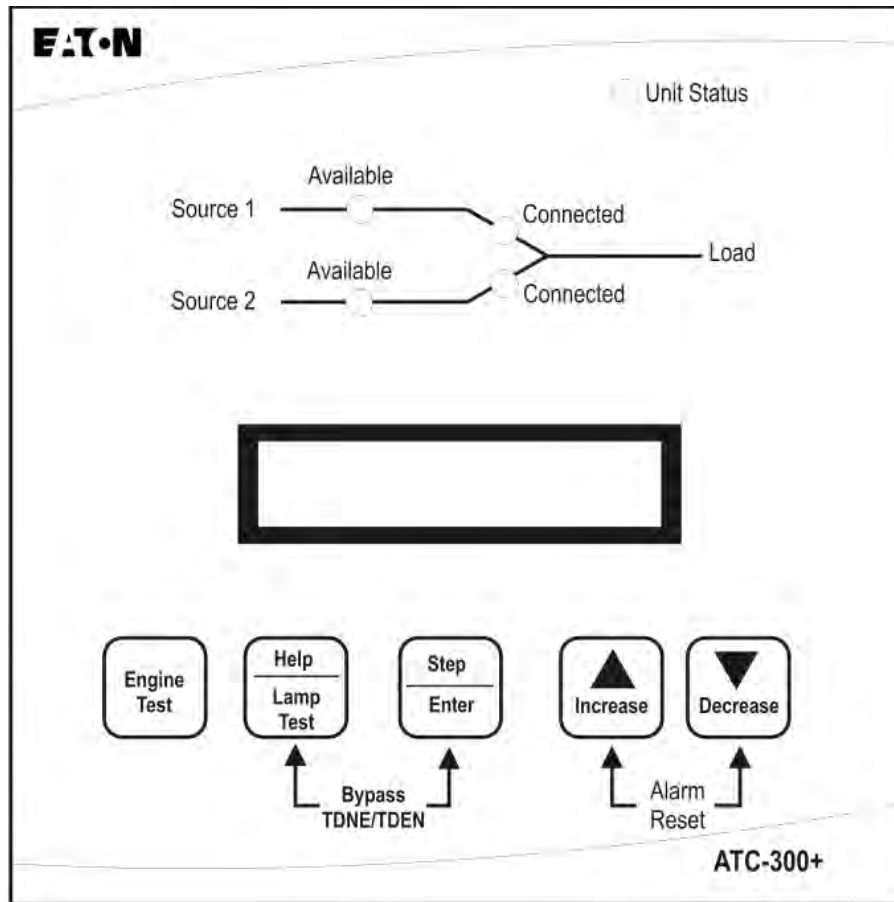 EATON
Unit Status
Available
Source 1
Connected
Load
Available
Source 2
Connected
Engine
Test
Help
Lamp
Test
Step
Enter
Increase
Decrease
Bypass
TDNE/TDEN
Alarm
Reset
ATC-300+